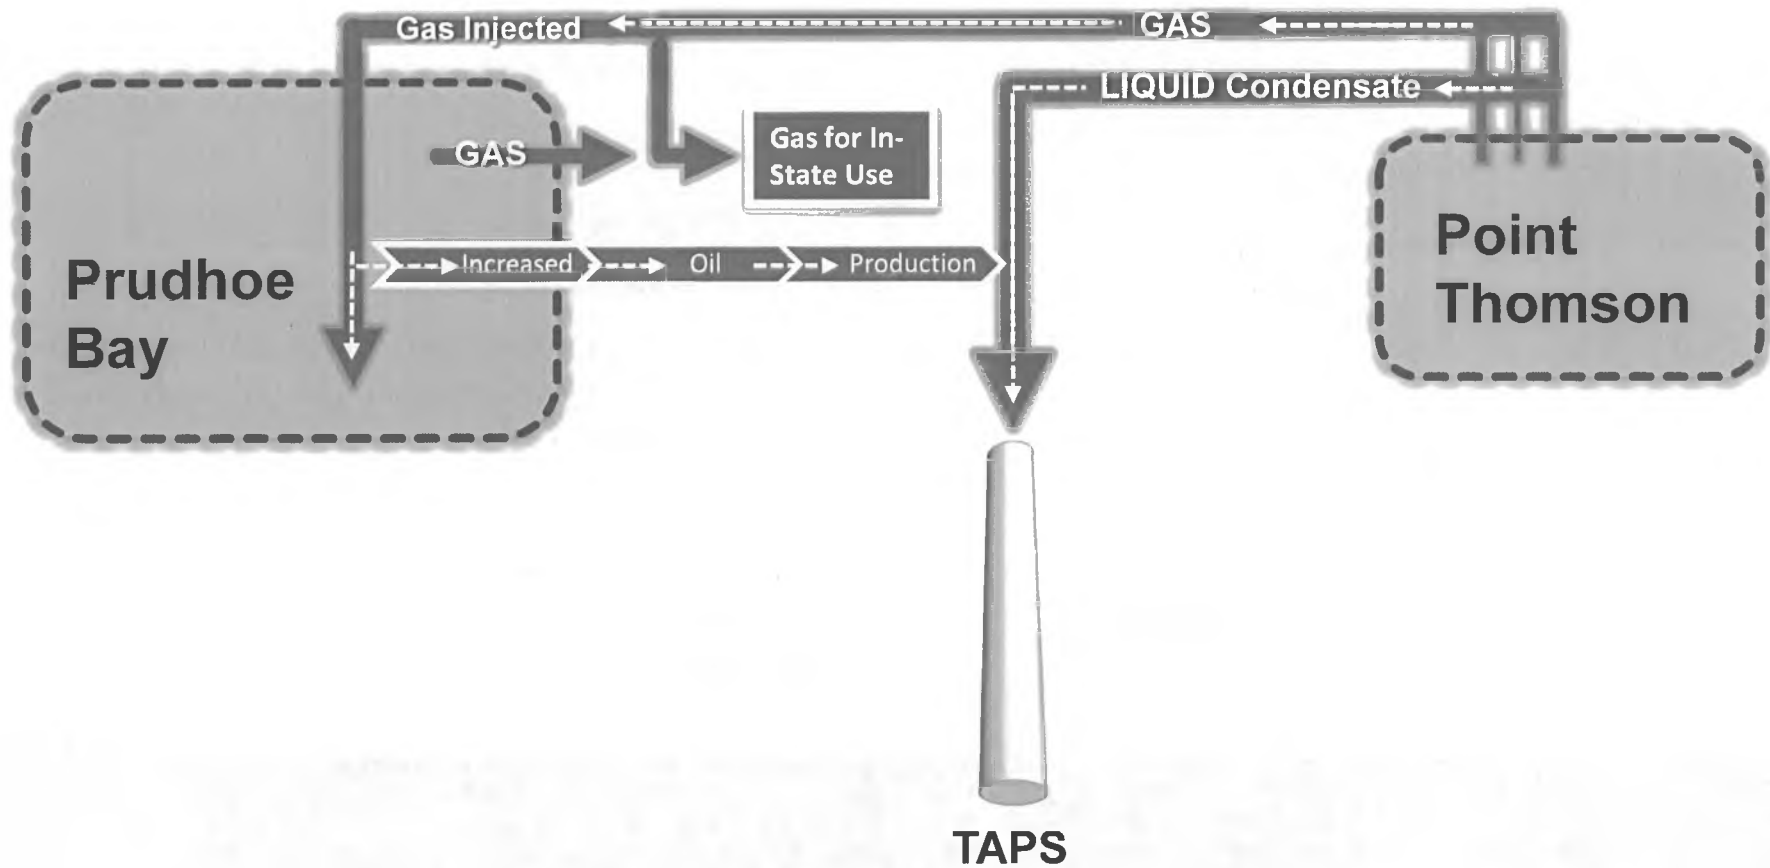 Gas Injected
GAS
LIQUID Condensate
GAS
Gas for In-
State Use
Increased
Oil
Production
Prudhoe
Bay
Point
Thomson
TAPS